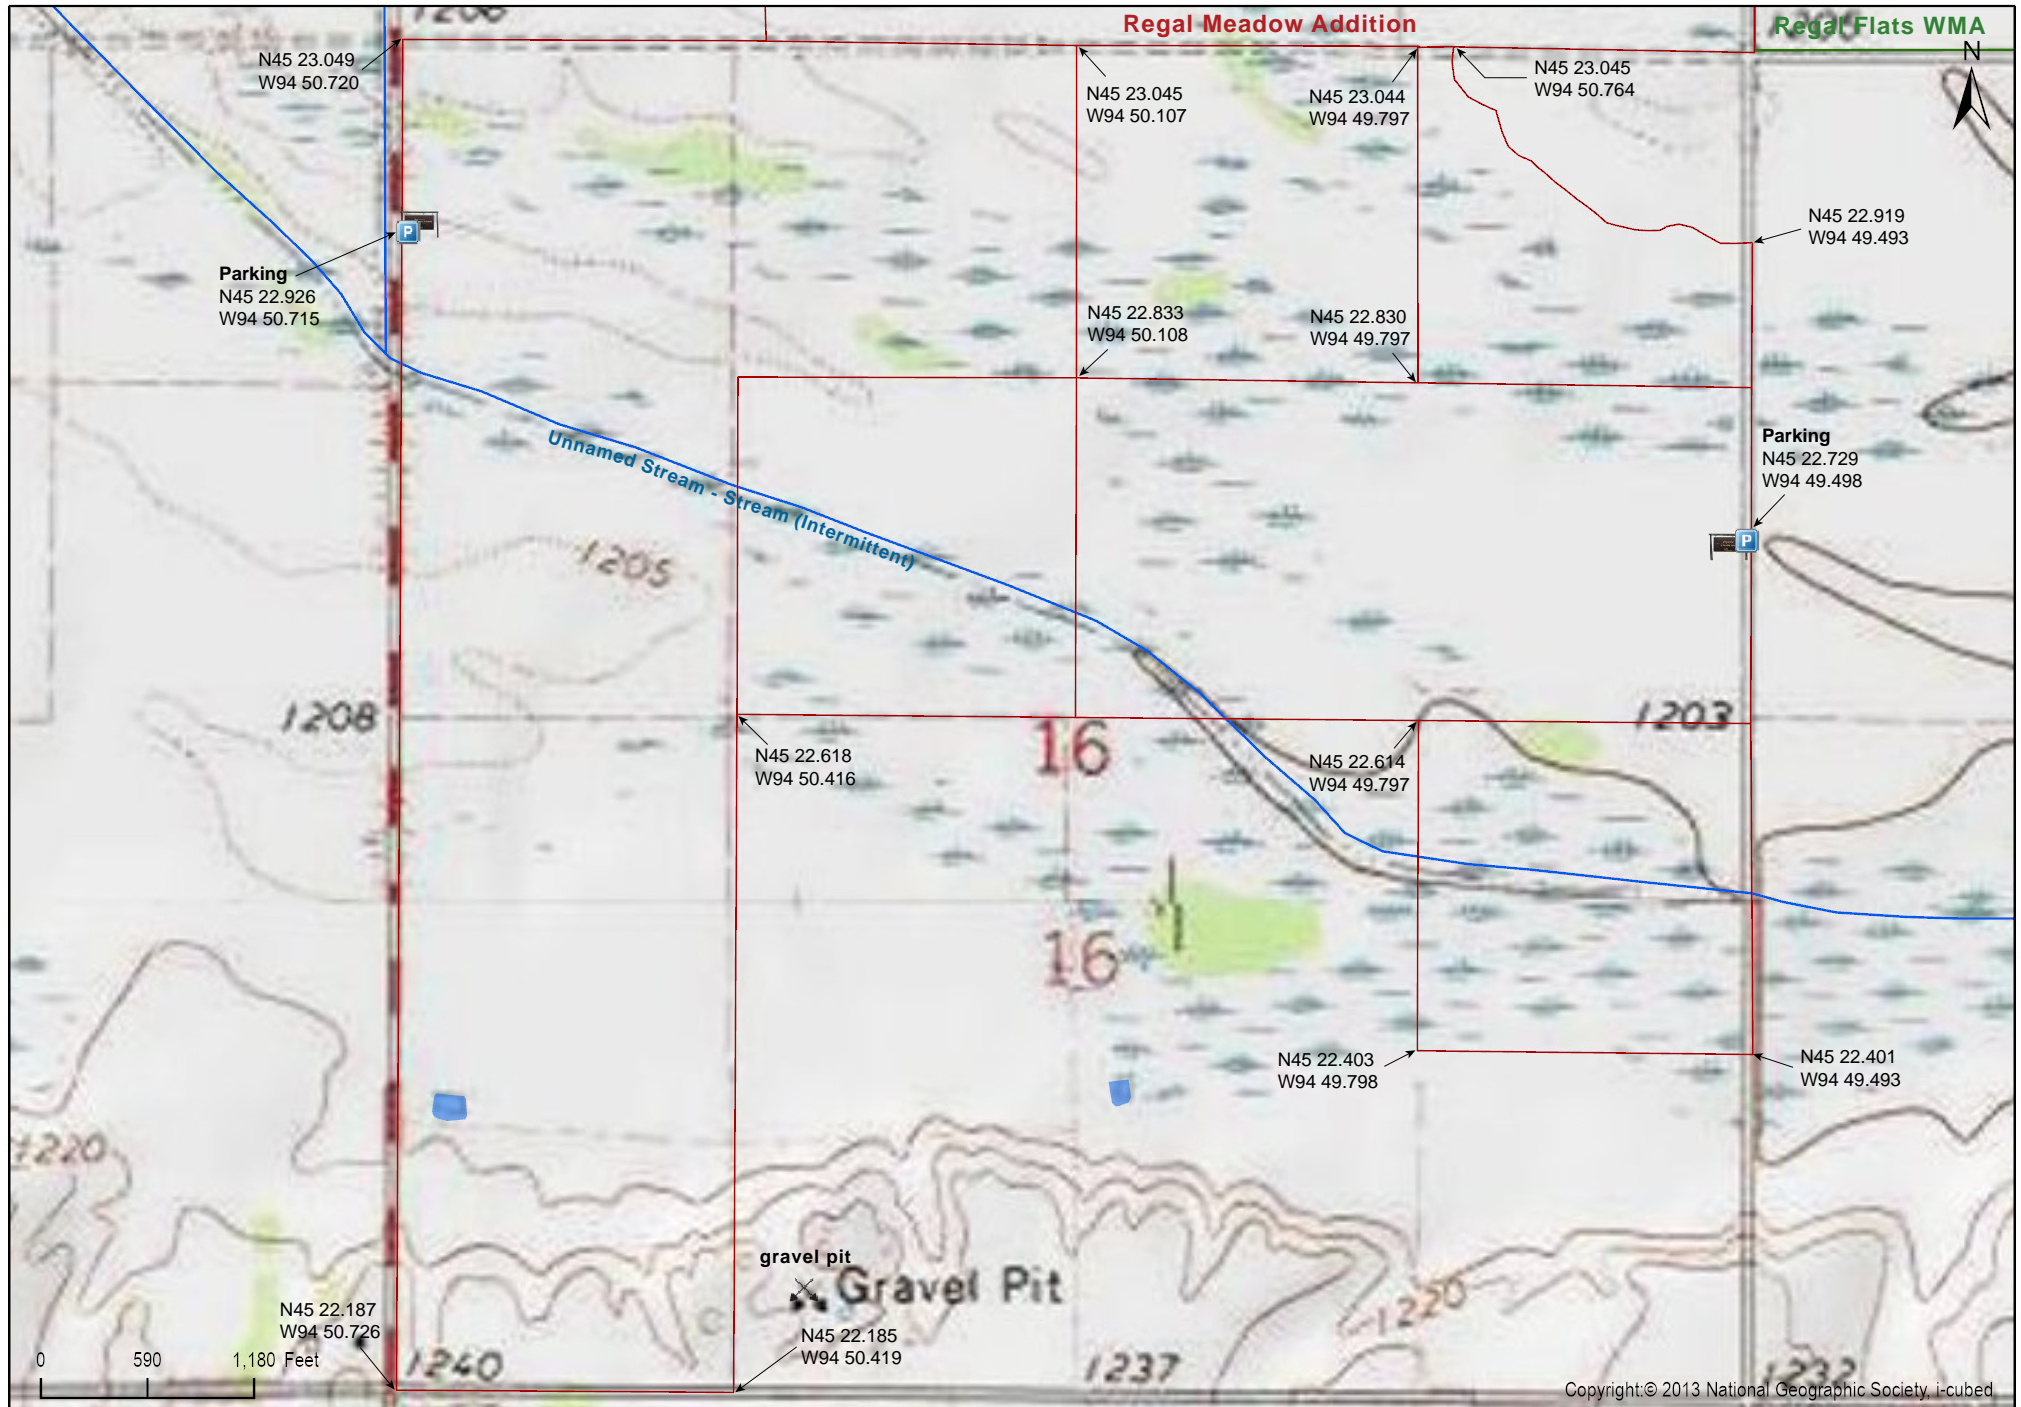 1206
Regal Meadow Addition
Regal Flats WMA
N
N45 23.049
W94 50.720
N45 23.045
W94 50.107
N45 23.044
W94 49.797
N45 23.045
W94 50.764
N45 22.919
W94 49.493
P
Parking
N45 22.926
W94 50.715
N45 22.833
W94 50.108
N45 22.830
W94 49.797
Parking
N45 22.729
W94 49.498
P
Unnamed Stream - Stream (Intermittent)
1205
1208
1203
16
N45 22.618
W94 50.416
N45 22.614
W94 49.797
16
N45 22.403
W94 49.798
N45 22.401
W94 49.493
1220
gravel pit
Gravel Pit
1220
N45 22.187
W94 50.726
N45 22.185
W94 50.419
0 590 1,180 Feet
1240
1237
1232
Copyright:© 2013 National Geographic Society, i-cubed